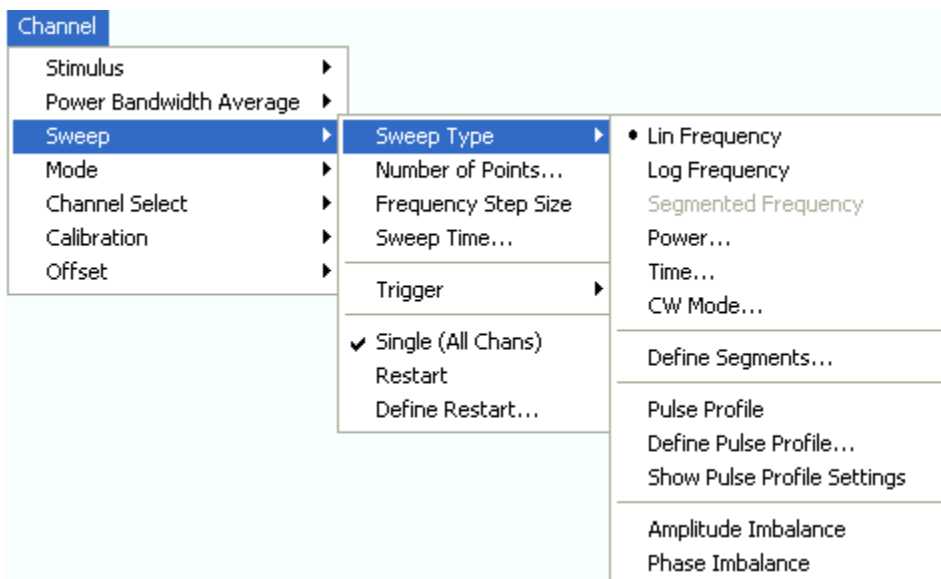 Channel
Stimulus
Power Bandwidth Average
Sweep
Mode
Channel Select
Calibration
Offset
Sweep Type
Number of Points...
Frequency Step Size
Sweep Time...
Trigger
Single (All Chans)
Restart
Define Restart...
Lin Frequency
Log Frequency
Segmented Frequency
Power...
Time...
CW Mode...
Define Segments...
Pulse Profile
Define Pulse Profile...
Show Pulse Profile Settings
Amplitude Imbalance
Phase Imbalance